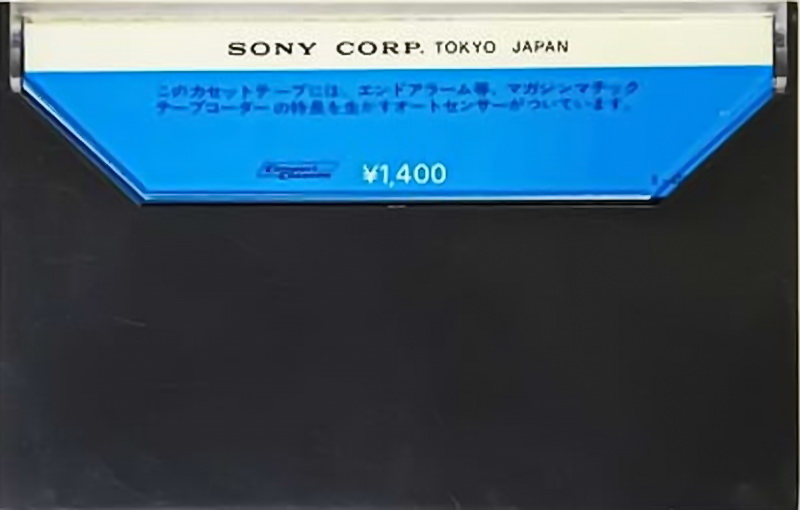 SONY CORP. TOKYO JAPAN
このカセットテープには、エンドアラーム等、マガジンマチック
テープコーダーの特長を生かすオートセンサーがついています。
Compact Cassette
¥1,400